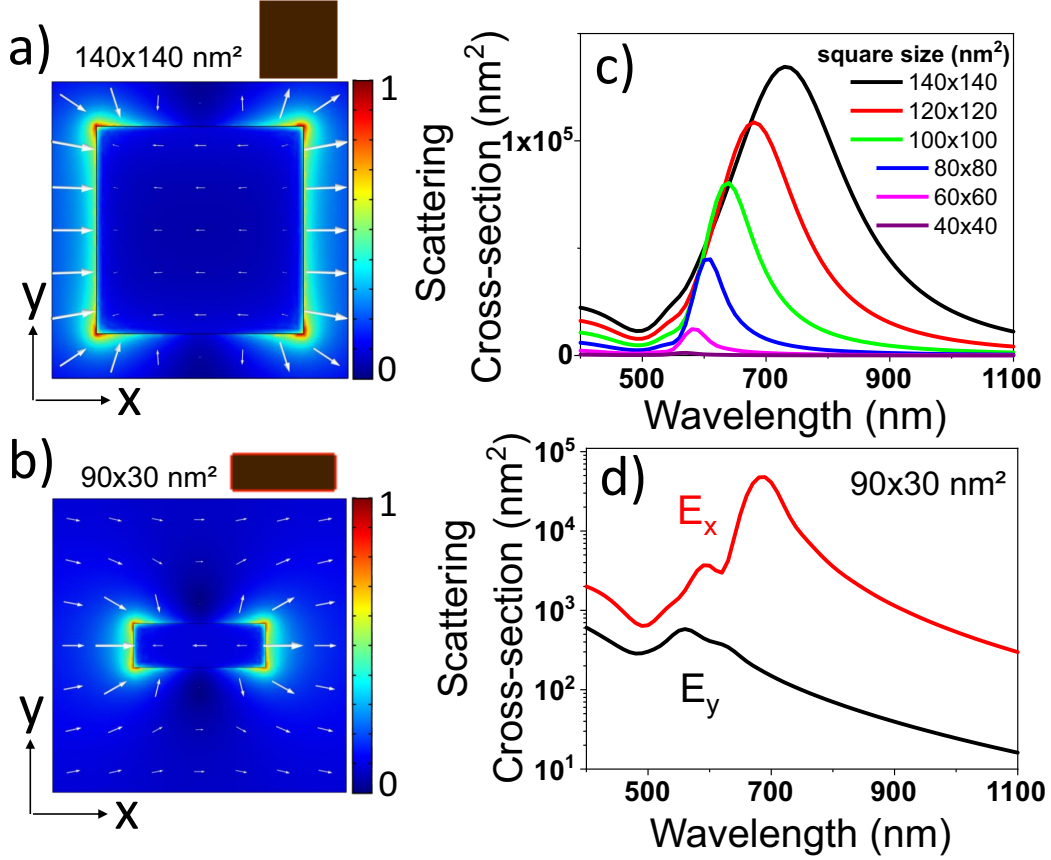 a)
140x140 nm²
1
0
y
x
b)
90x30 nm²
1
0
y
x
c)
Scattering
Cross-section (nm²)
1x10⁵
0
square size (nm²)
140x140
120x120
100x100
80x80
60x60
40x40
500 700 900 1100
Wavelength (nm)
d)
90x30 nm²
Scattering
Cross-section (nm²)
10⁵
10⁴
10³
10²
10¹
Eₓ
E_y
500 700 900 1100
Wavelength (nm)